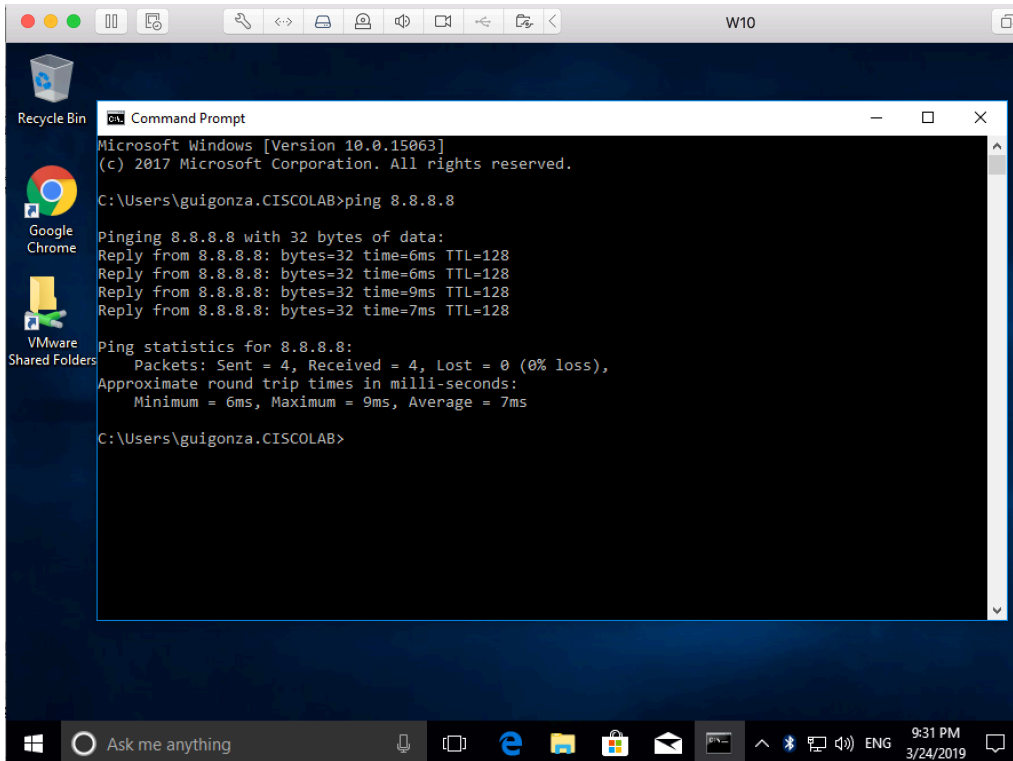 W10
Recycle Bin
Command Prompt
Microsoft Windows [Version 10.0.15063]
(c) 2017 Microsoft Corporation. All rights reserved.
C:\Users\guigonza.CISCOLAB>ping 8.8.8.8
Google
Chrome
Pinging 8.8.8.8 with 32 bytes of data:
Reply from 8.8.8.8: bytes=32 time=6ms TTL=128
Reply from 8.8.8.8: bytes=32 time=6ms TTL=128
Reply from 8.8.8.8: bytes=32 time=9ms TTL=128
Reply from 8.8.8.8: bytes=32 time=7ms TTL=128
VMware
Shared Folders
Ping statistics for 8.8.8.8:
    Packets: Sent = 4, Received = 4, Lost = 0 (0% loss),
Approximate round trip times in milli-seconds:
    Minimum = 6ms, Maximum = 9ms, Average = 7ms
C:\Users\guigonza.CISCOLAB>
Ask me anything
ENG
9:31 PM
3/24/2019